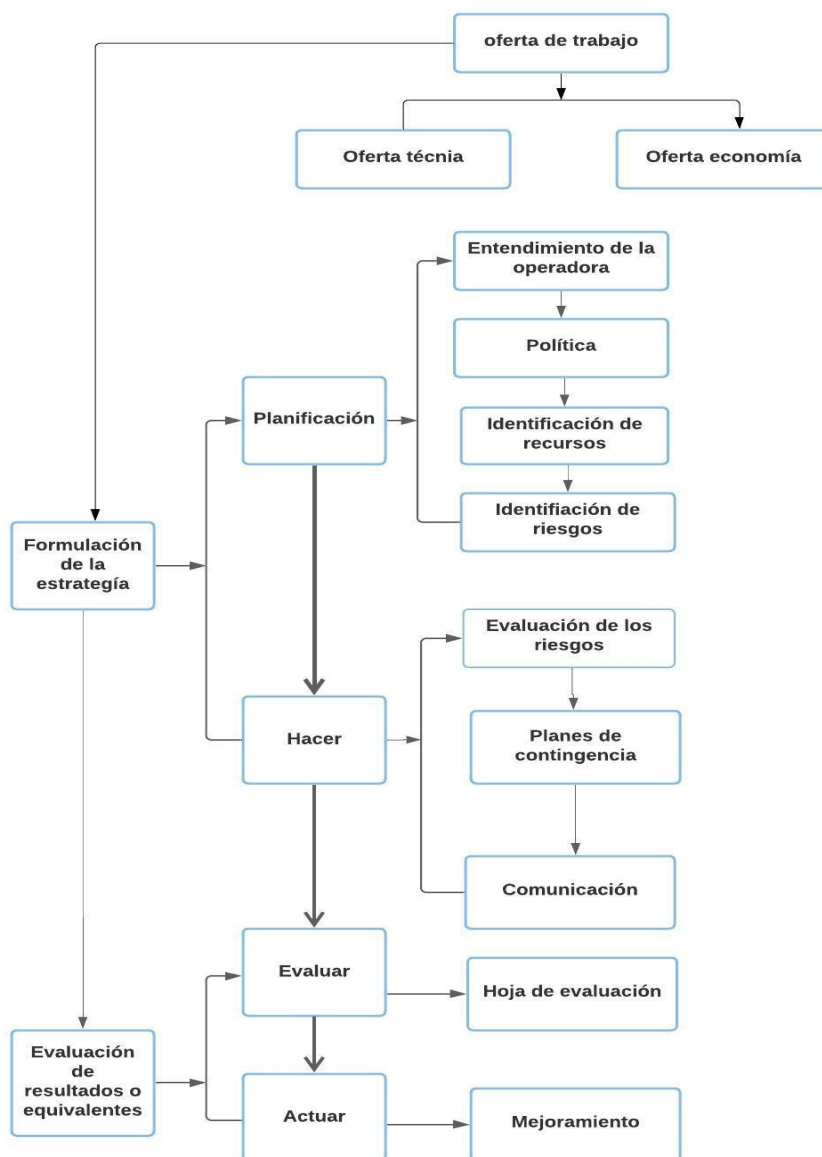 oferta de trabajo
Oferta técnia
Oferta economía
Entendimiento de la
operadora
Política
Planificación
Identificación de
recursos
Identifiación de
riesgos
Formulación
de la
estrategía
Evaluación de los
riesgos
Hacer
Planes de
contingencia
Comunicación
Evaluar
Hoja de evaluación
Evaluación
de
resultados o
equivalentes
Actuar
Mejoramiento